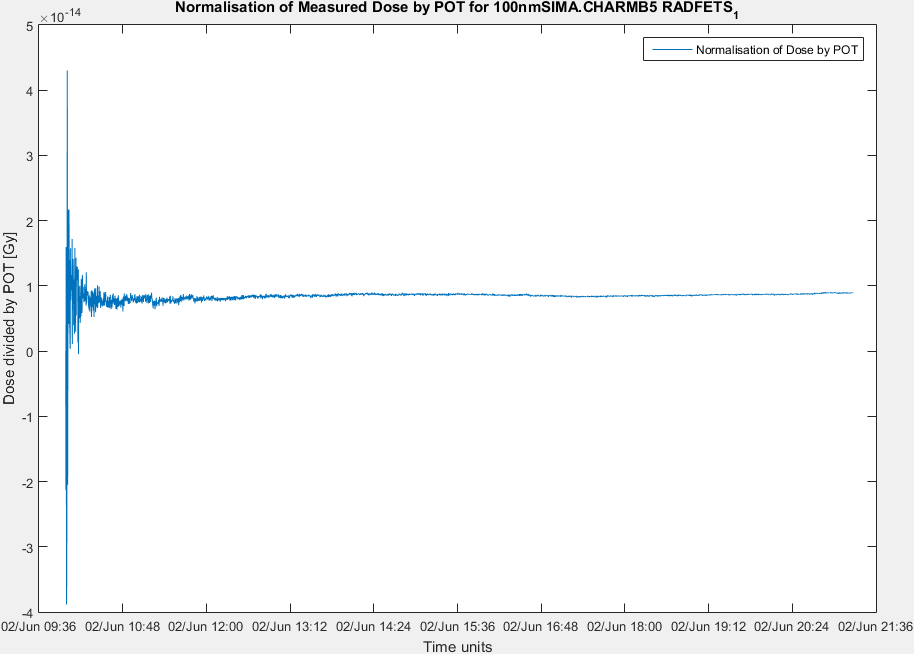 Normalisation of Measured Dose by POT for 100nmSIMA.CHARMB5 RADFETS1
×10-14
Normalisation of Dose by POT
5
4
3
2
1
0
-1
-2
-3
-4
Dose divided by POT [Gy]
02/Jun 09:36 02/Jun 10:48 02/Jun 12:00 02/Jun 13:12 02/Jun 14:24 02/Jun 15:36 02/Jun 16:48 02/Jun 18:00 02/Jun 19:12 02/Jun 20:24 02/Jun 21:36
Time units